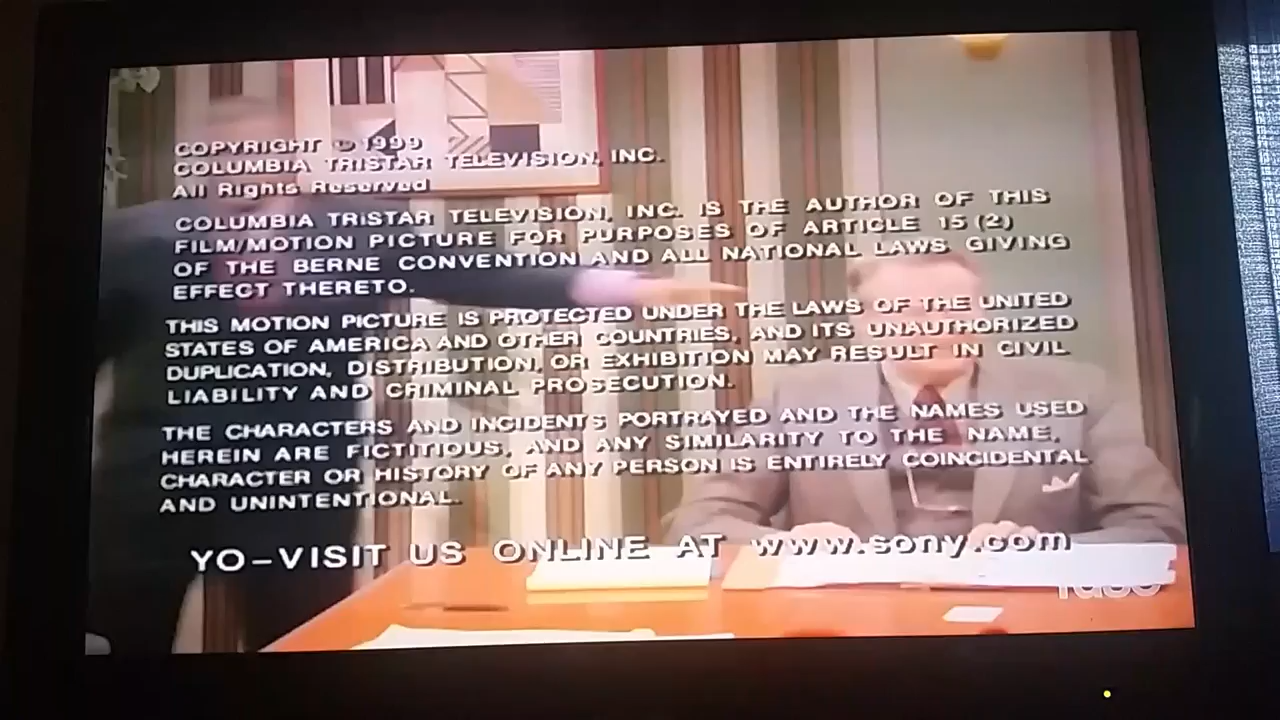 COPYRIGHT © 1999
COLUMBIA TRISTAR TELEVISION, INC.
All Rights Reserved
COLUMBIA TRISTAR TELEVISION, INC. IS THE AUTHOR OF THIS
FILM/MOTION PICTURE FOR PURPOSES OF ARTICLE 15 (2)
OF THE BERNE CONVENTION AND ALL NATIONAL LAWS GIVING
EFFECT THERETO.
THIS MOTION PICTURE IS PROTECTED UNDER THE LAWS OF THE UNITED
STATES OF AMERICA AND OTHER COUNTRIES, AND ITS UNAUTHORIZED
DUPLICATION, DISTRIBUTION, OR EXHIBITION MAY RESULT IN CIVIL
LIABILITY AND CRIMINAL PROSECUTION.
THE CHARACTERS AND INCIDENTS PORTRAYED AND THE NAMES USED
HEREIN ARE FICTITIOUS, AND ANY SIMILARITY TO THE NAME,
CHARACTER OR HISTORY OF ANY PERSON IS ENTIRELY COINCIDENTAL
AND UNINTENTIONAL.
YO-VISIT US ONLINE AT www.sony.com
fuse